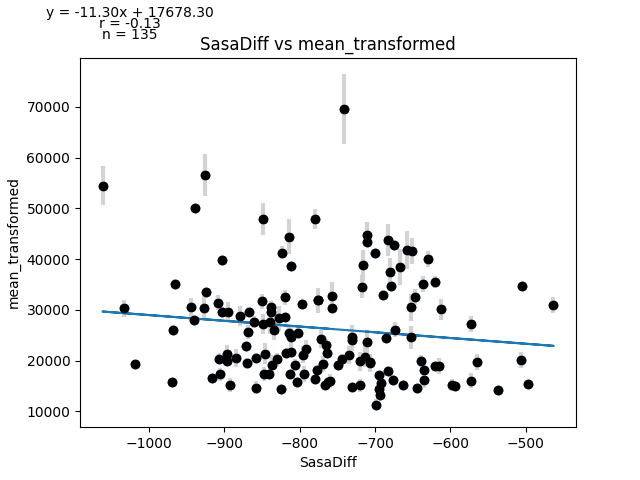 y = -11.30x + 17678.30
r = -0.13
n = 135
SasaDiff vs mean_transformed
70000
60000
50000
40000
30000
20000
10000
mean_transformed
−1000
−900
−800
−700
−600
−500
SasaDiff